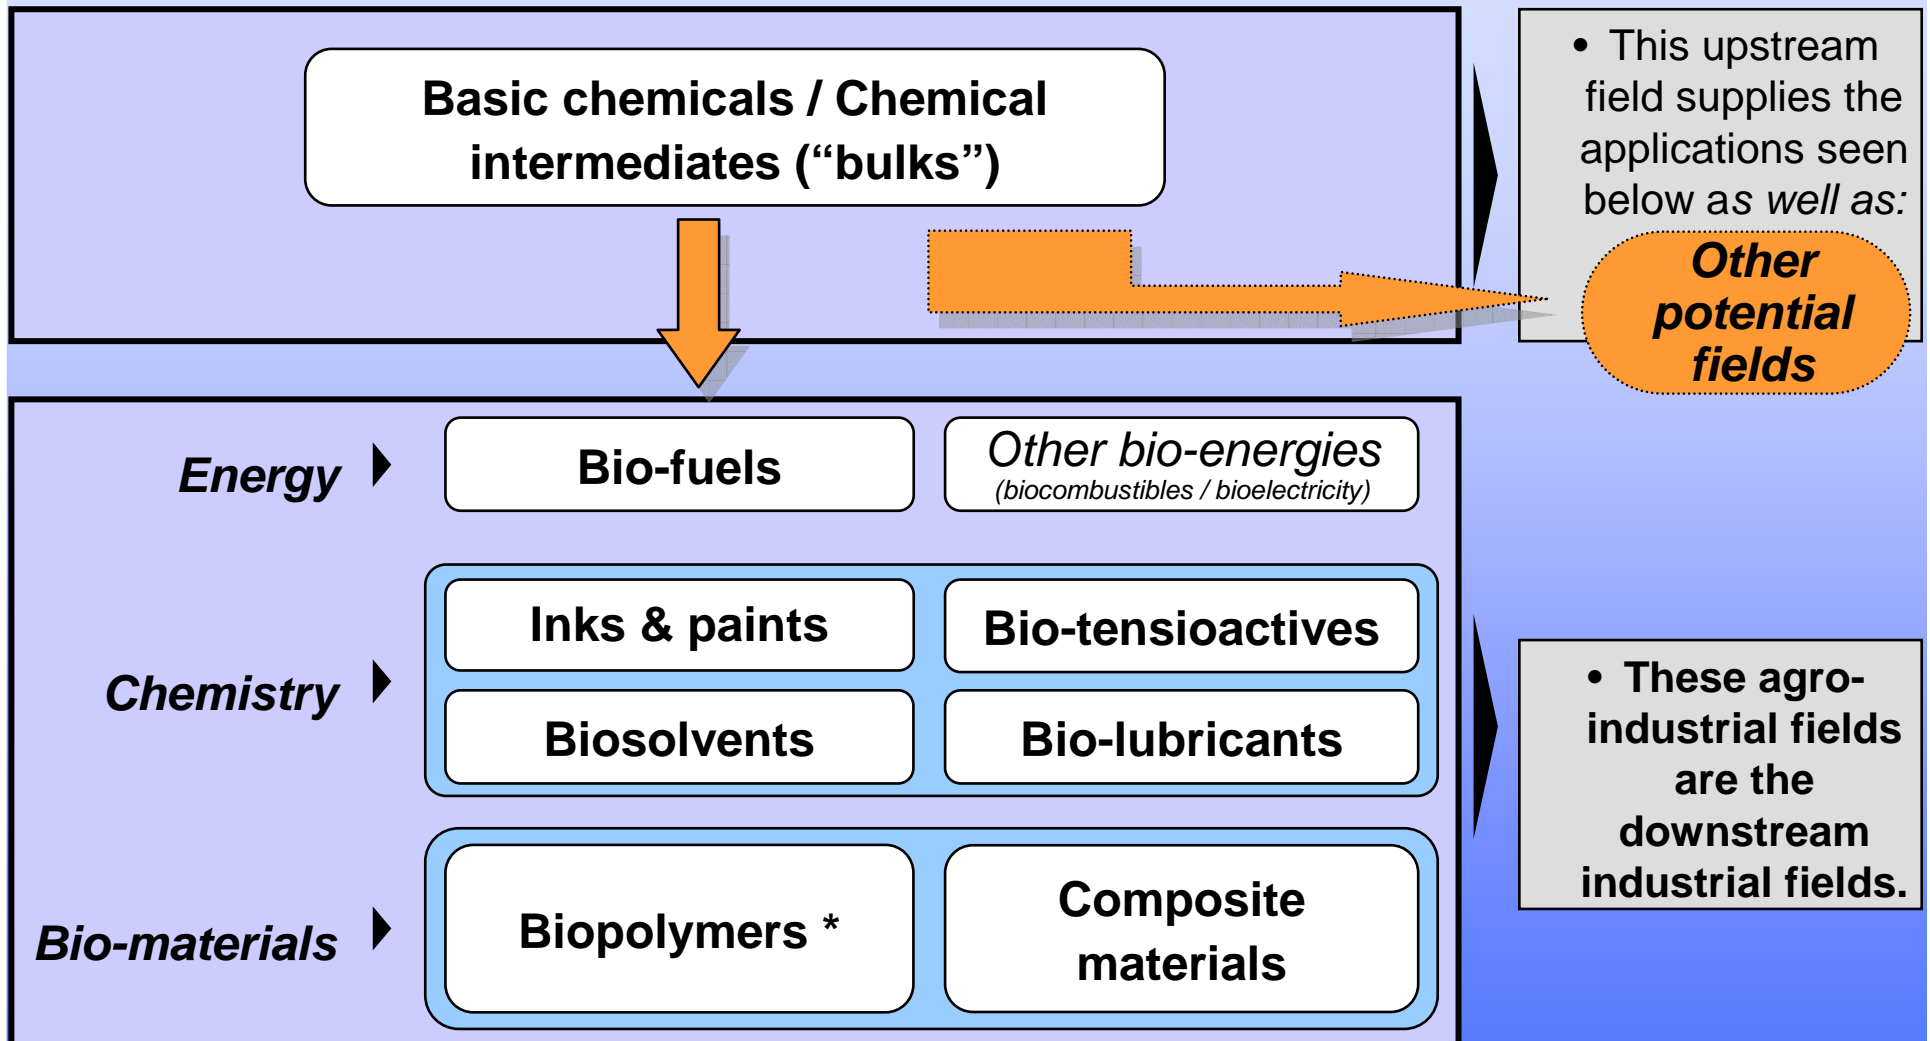 Basic chemicals / Chemical
intermediates (“bulks”)
• This upstream
field supplies the
applications seen
below as well as:
Other
potential
fields
Energy
Bio-fuels
Other bio-energies
(biocombustibles / bioelectricity)
Chemistry
Inks & paints
Bio-tensioactives
Biosolvents
Bio-lubricants
• These agro-
industrial fields
are the
downstream
industrial fields.
Bio-materials
Biopolymers *
Composite
materials